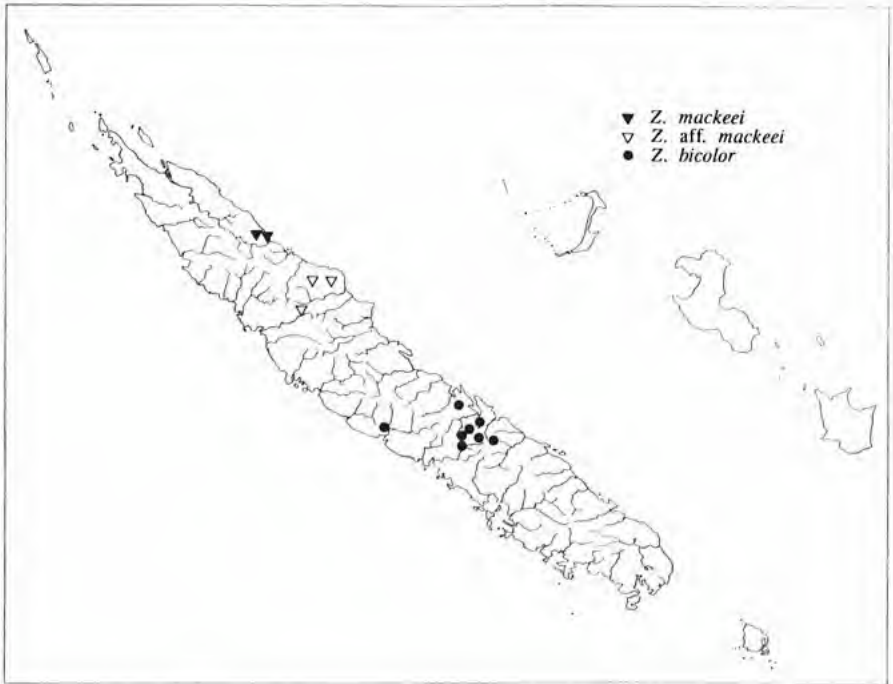 ▼ Z. mackeei
▽ Z. aff. mackeei
● Z. bicolor